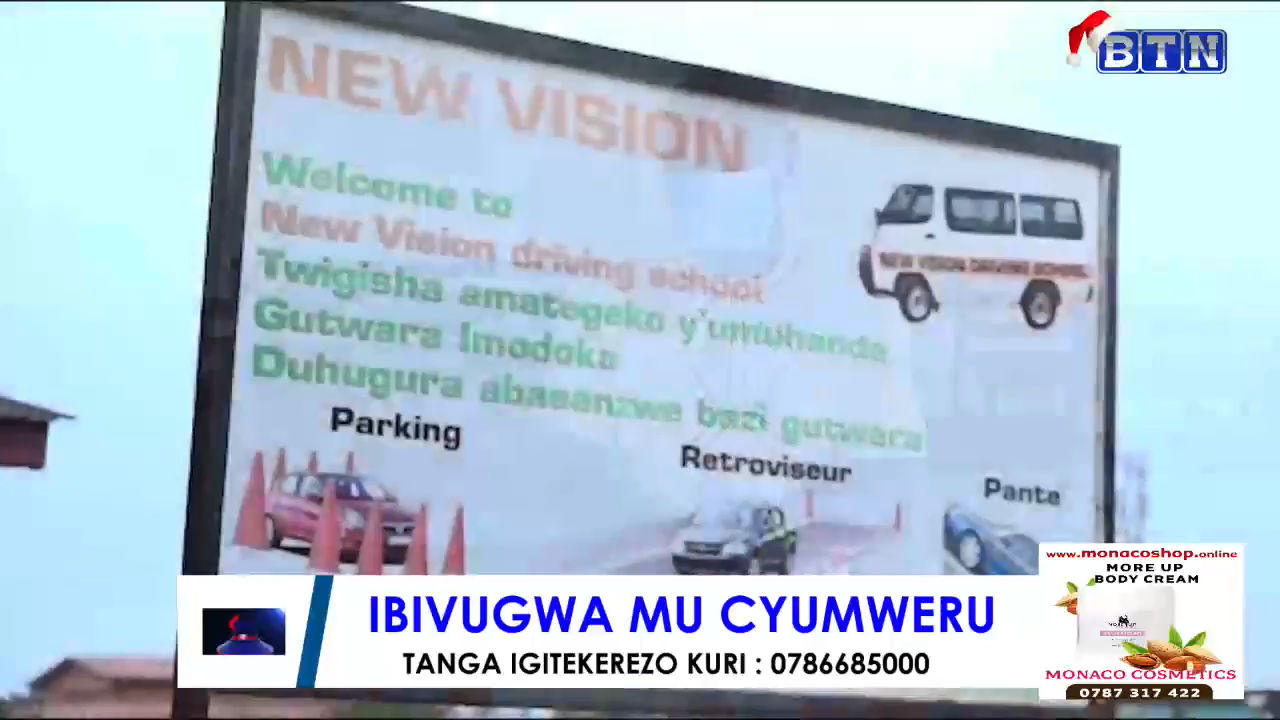 BTN
NEW VISION
Welcome to
New Vision driving school
Twigisha amategeko y'umuhanda
Gutwara Imodoka
Duhugura abasanzwe bazi gutwara
NEW VISION DRIVING SCHOOL
Parking
Retroviseur
Pante
IBIVUGWA MU CYUMWERU
TANGA IGITEKEREZO KURI : 0786685000
www.monacoshop.online
MORE UP
BODY CREAM
MONACO COSMETICS
0787 317 422